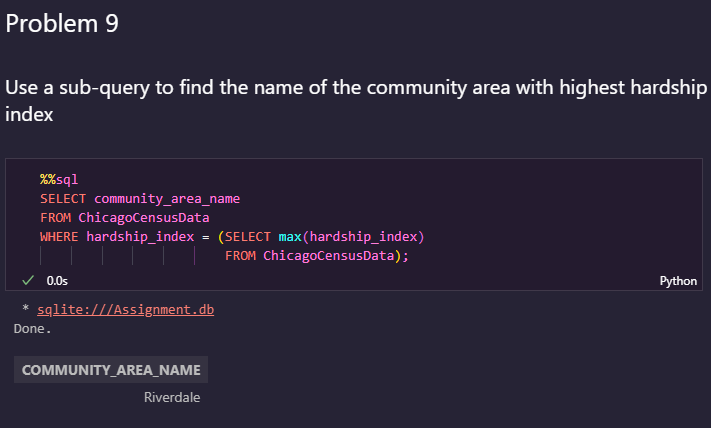 Problem 9
Use a sub-query to find the name of the community area with highest hardship
index
%%sql
SELECT community_area_name
FROM ChicagoCensusData
WHERE hardship_index = (SELECT max(hardship_index)
FROM ChicagoCensusData);
✓ 0.0s Python
* sqlite:///Assignment.db
Done.
COMMUNITY_AREA_NAME
Riverdale